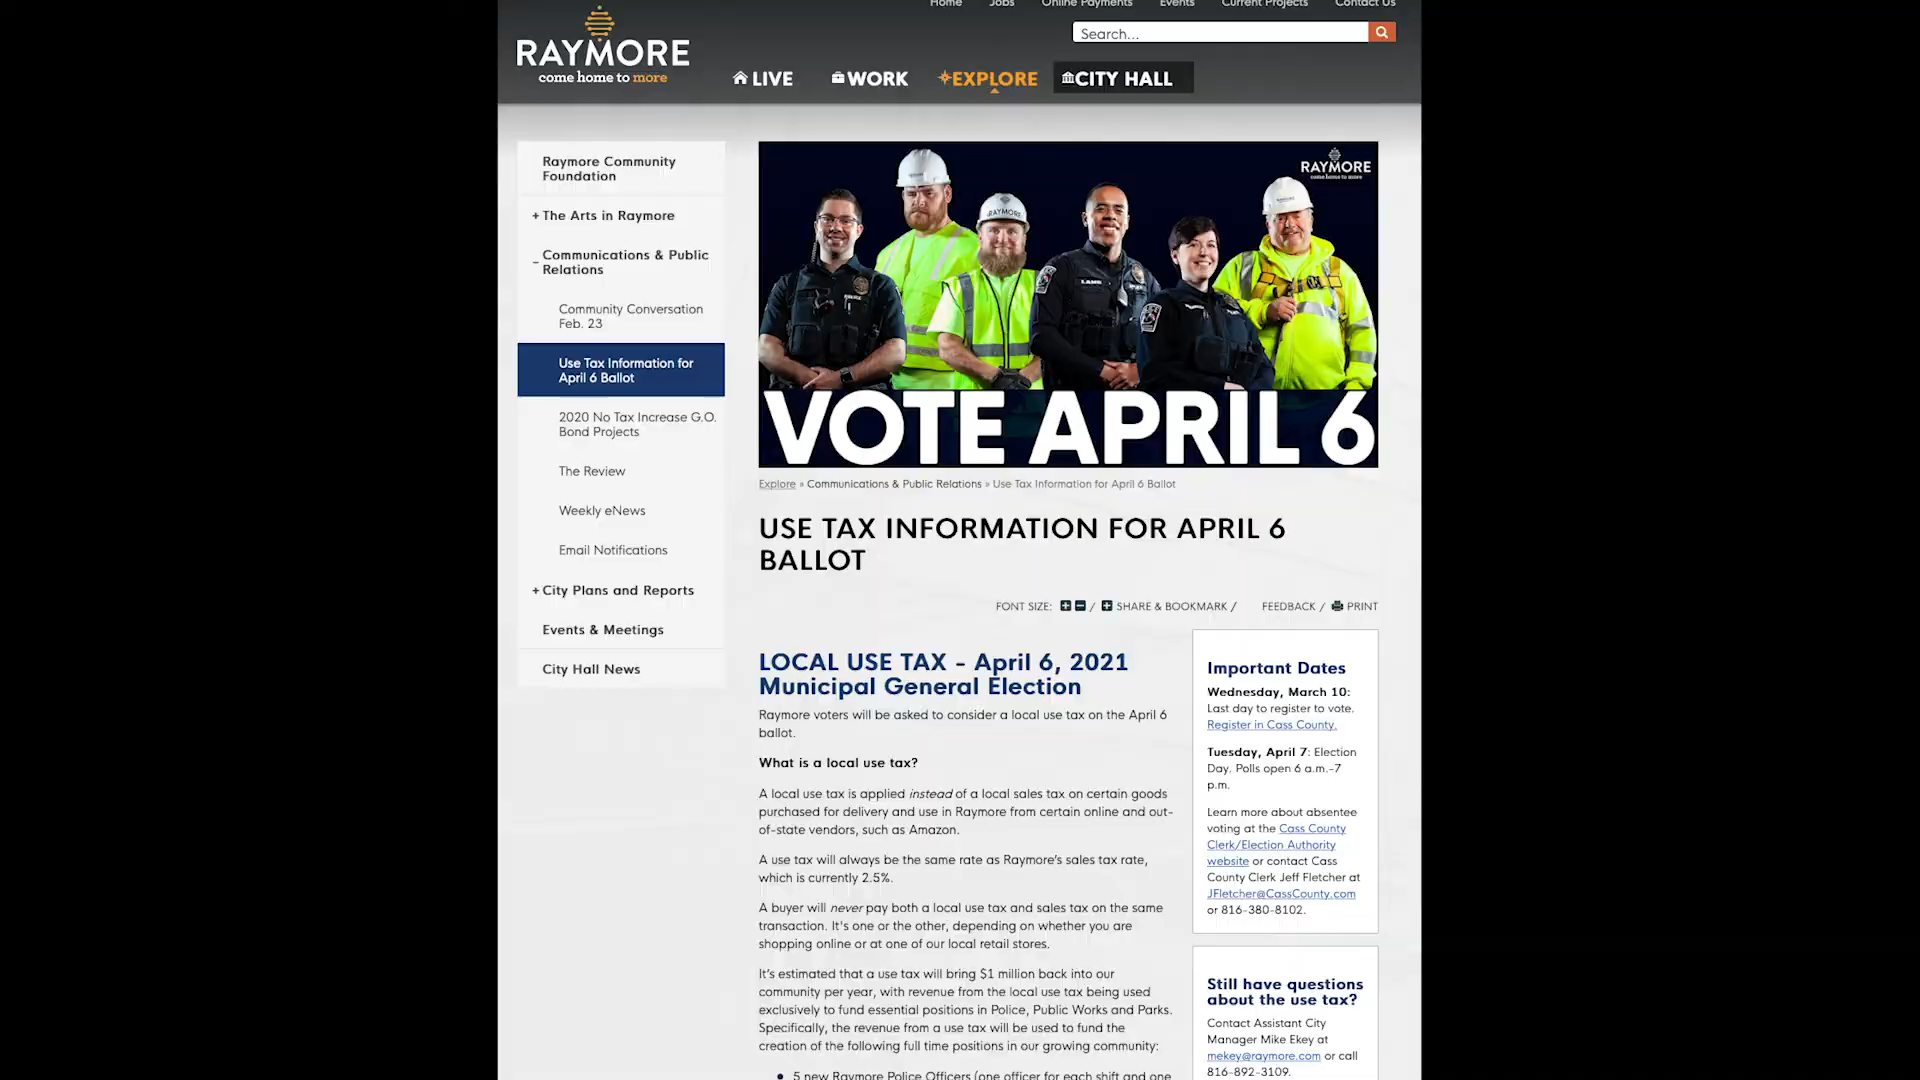 Home Jobs Online Payments Events Current Projects Contact Us
Search...
RAYMORE
come home to more
LIVE WORK EXPLORE CITY HALL
Raymore Community
Foundation
+ The Arts in Raymore
- Communications & Public
Relations
Community Conversation
Feb. 23
Use Tax Information for
April 6 Ballot
2020 No Tax Increase G.O.
Bond Projects
The Review
Weekly eNews
Email Notifications
+ City Plans and Reports
Events & Meetings
City Hall News
RAYMORE
come home to more
RAYMORE
LANG
VOTE APRIL 6
Explore » Communications & Public Relations » Use Tax Information for April 6 Ballot
USE TAX INFORMATION FOR APRIL 6
BALLOT
FONT SIZE: + - / + SHARE & BOOKMARK / FEEDBACK / PRINT
LOCAL USE TAX - April 6, 2021
Municipal General Election
Raymore voters will be asked to consider a local use tax on the April 6
ballot.
What is a local use tax?
A local use tax is applied instead of a local sales tax on certain goods
purchased for delivery and use in Raymore from certain online and out-
of-state vendors, such as Amazon.
A use tax will always be the same rate as Raymore's sales tax rate,
which is currently 2.5%.
A buyer will never pay both a local use tax and sales tax on the same
transaction. It's one or the other, depending on whether you are
shopping online or at one of our local retail stores.
It's estimated that a use tax will bring $1 million back into our
community per year, with revenue from the local use tax being used
exclusively to fund essential positions in Police, Public Works and Parks.
Specifically, the revenue from a use tax will be used to fund the
creation of the following full time positions in our growing community:
• 5 new Raymore Police Officers (one officer for each shift and one
Important Dates
Wednesday, March 10:
Last day to register to vote.
Register in Cass County.
Tuesday, April 7: Election
Day. Polls open 6 a.m.-7
p.m.
Learn more about absentee
voting at the Cass County
Clerk/Election Authority
website or contact Cass
County Clerk Jeff Fletcher at
JFletcher@CassCounty.com
or 816-380-8102.
Still have questions
about the use tax?
Contact Assistant City
Manager Mike Ekey at
mekey@raymore.com or call
816-892-3109.